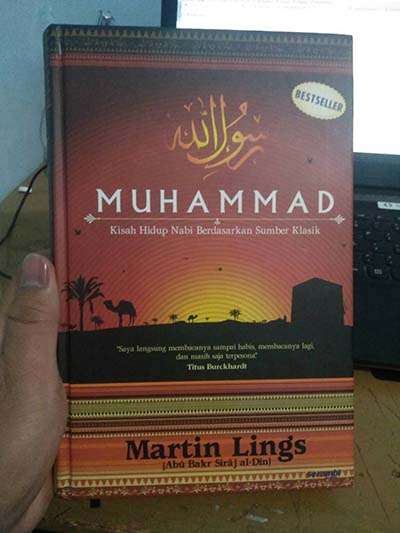 BESTSELLER
رسول الله
MUHAMMAD
Kisah Hidup Nabi Berdasarkan Sumber Klasik
"Saya langsung membacanya sampai habis, membacanya lagi,
dan masih saja terpesona."
Titus Burckhardt
Martin Lings
(Abû Bakr Sirâj al-Dîn)
serambi